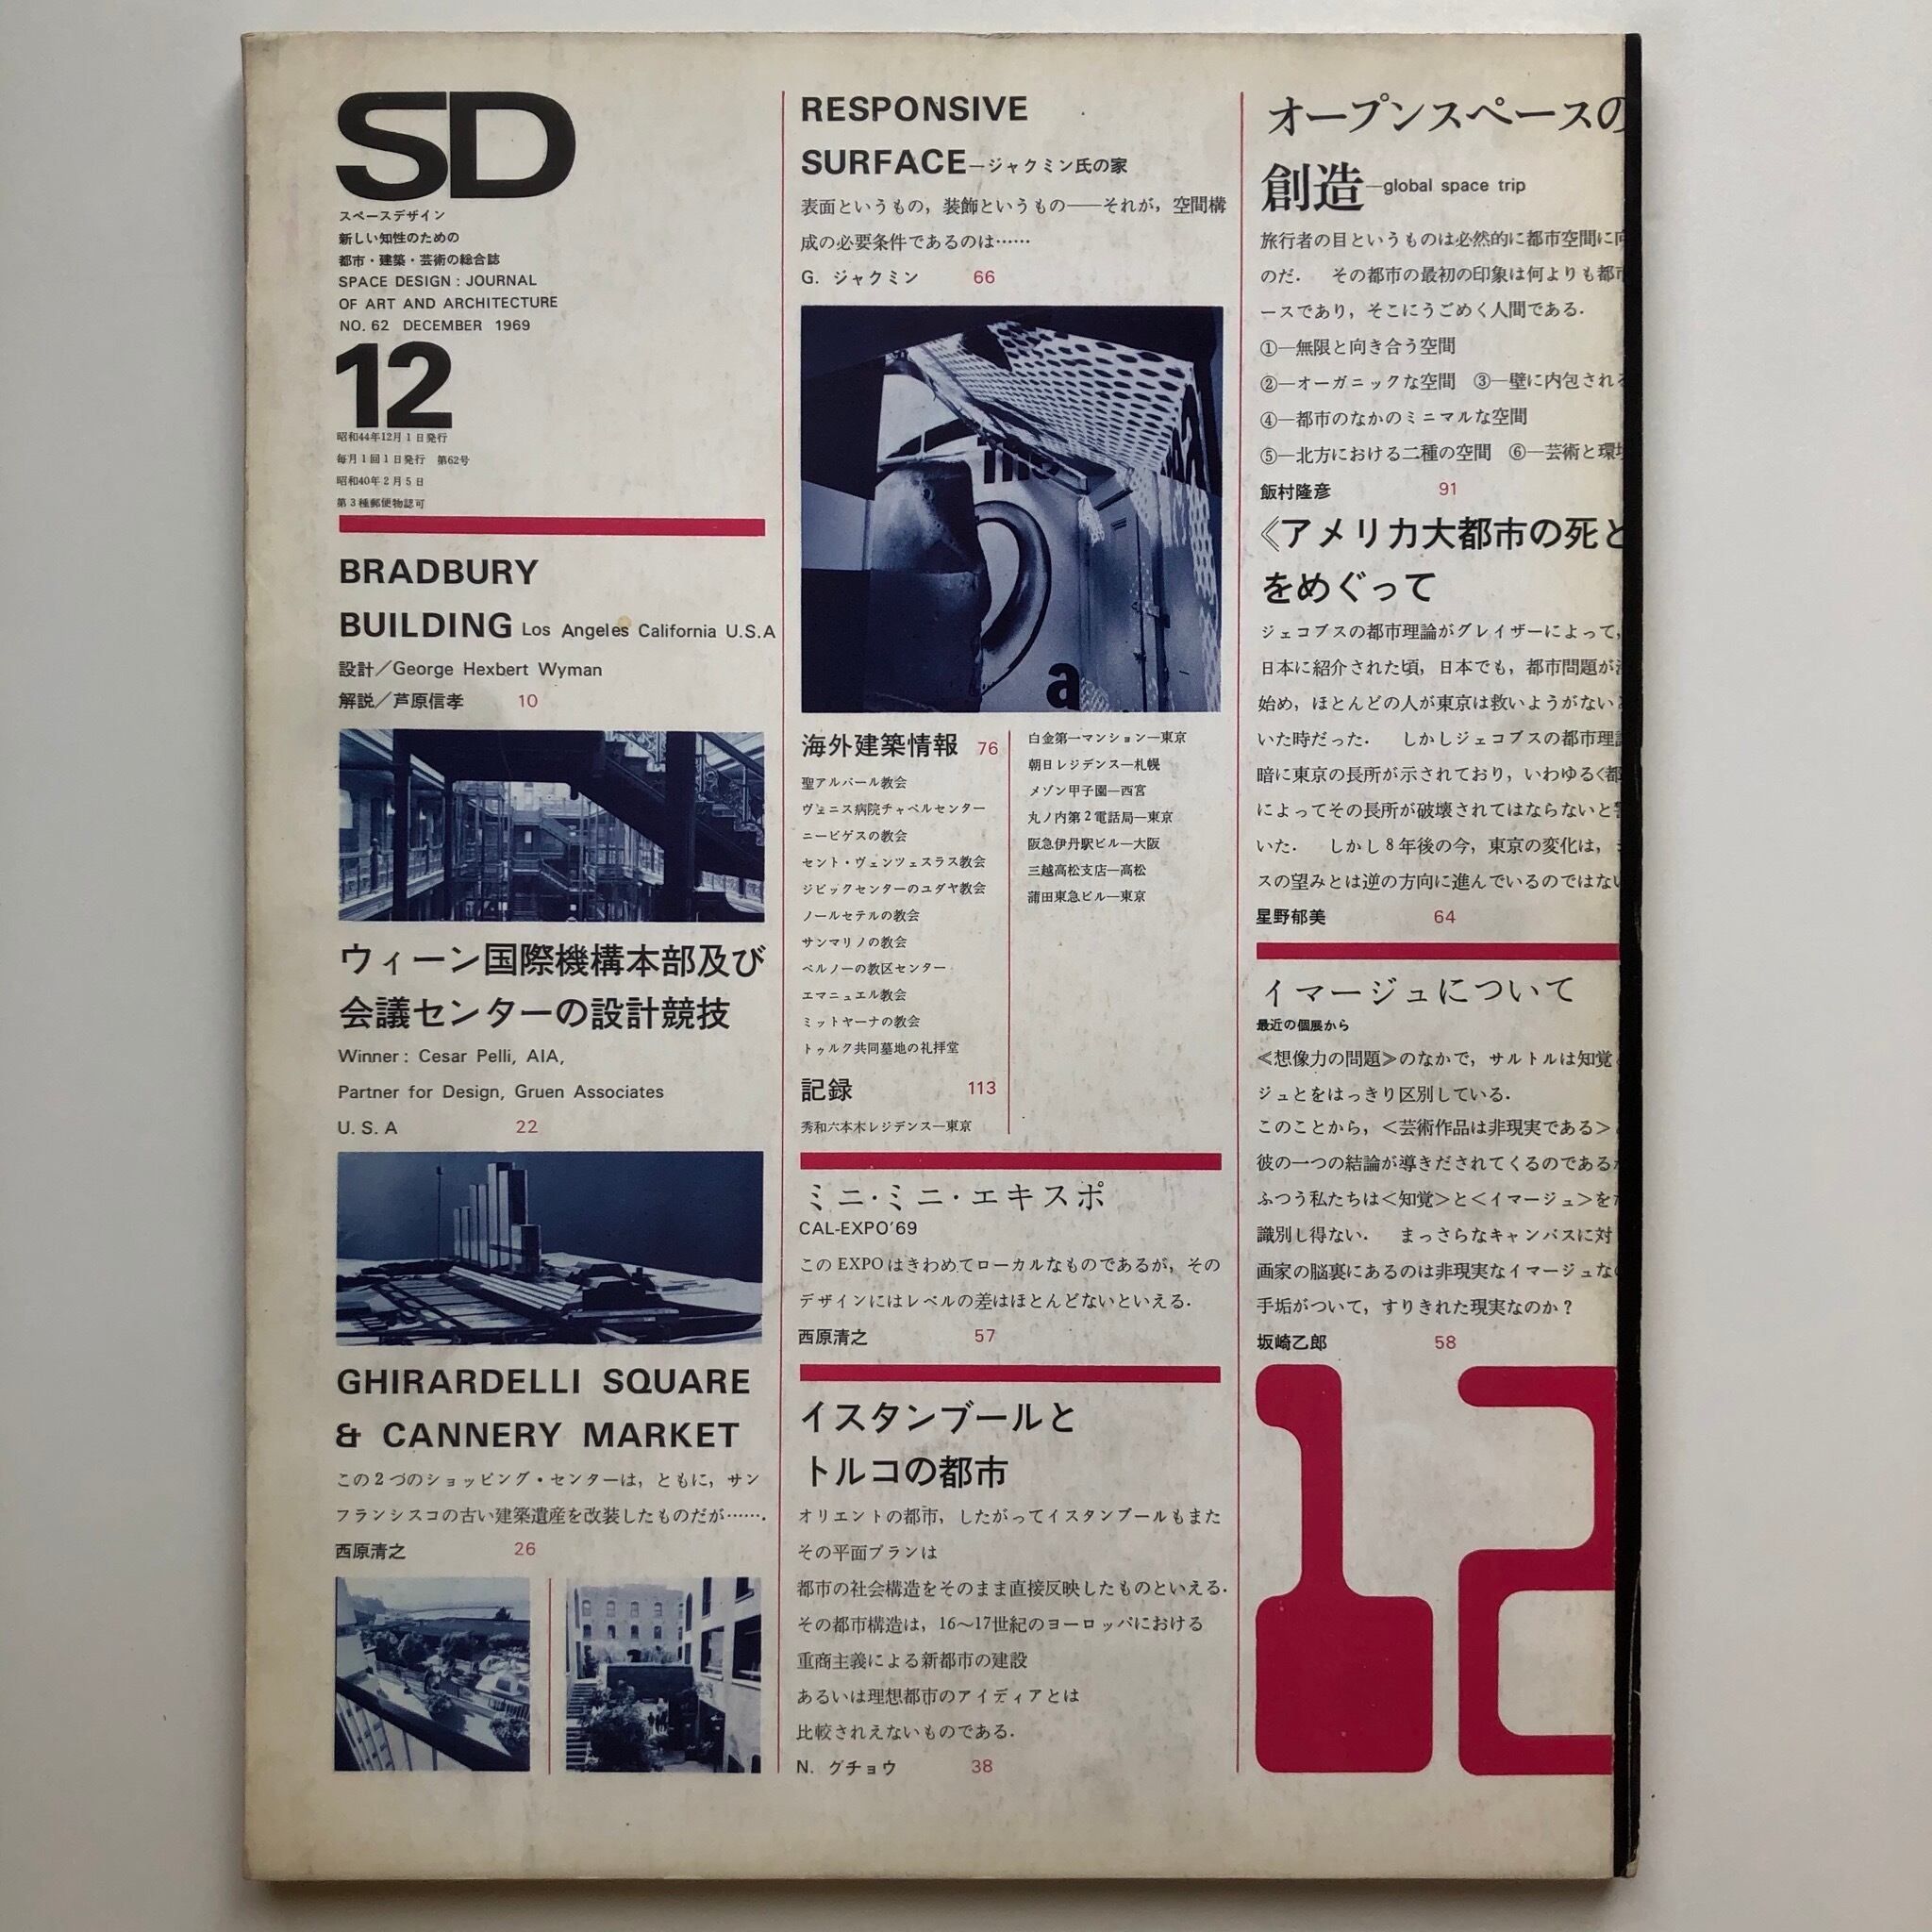 SD
スペースデザイン
新しい知性のための
都市・建築・芸術の総合誌
SPACE DESIGN : JOURNAL
OF ART AND ARCHITECTURE
NO. 62 DECEMBER 1969
12
昭和44年12月1日発行
毎月1回1日発行 第62号
昭和40年2月5日
第3種郵便物認可
BRADBURY
BUILDING Los Angeles California U.S.A
設計／George Hexbert Wyman
解説／芦原信孝 10
ウィーン国際機構本部及び
会議センターの設計競技
Winner : Cesar Pelli, AIA,
Partner for Design, Gruen Associates
U. S. A 22
GHIRARDELLI SQUARE
& CANNERY MARKET
この2づのショッピング・センターは，ともに，サン
フランシスコの古い建築遺産を改装したものだが…….
西原清之 26
RESPONSIVE
SURFACE—ジャクミン氏の家
表面というもの，装飾というもの——それが，空間構
成の必要条件であるのは……
G. ジャクミン 66
a
海外建築情報 76
聖アルバール教会
ヴェニス病院チャペルセンター
ニービゲスの教会
セント・ヴェンツェスラス教会
ジビックセンターのユダヤ教会
ノールセテルの教会
サンマリノの教会
ベルノーの教区センター
エマニュエル教会
ミットヤーナの教会
トゥルク共同墓地の礼拝堂
記録 113
秀和六本木レジデンス—東京
白金第一マンション—東京
朝日レジデンス—札幌
メゾン甲子園—西宮
丸ノ内第2電話局—東京
阪急伊丹駅ビル—大阪
三越高松支店—高松
蒲田東急ビル—東京
ミニ・ミニ・エキスポ
CAL-EXPO'69
この EXPO はきわめてローカルなものであるが，その
デザインにはレベルの差はほとんどないといえる．
西原清之 57
イスタンブールと
トルコの都市
オリエントの都市，したがってイスタンブールもまた
その平面プランは
都市の社会構造をそのまま直接反映したものといえる．
その都市構造は，16〜17世紀のヨーロッパにおける
重商主義による新都市の建設
あるいは理想都市のアイディアとは
比較されえないものである．
N. グチョウ 38
オープンスペースの
創造—global space trip
旅行者の目というものは必然的に都市空間に向
のだ． その都市の最初の印象は何よりも都市
ースであり，そこにうごめく人間である．
①—無限と向き合う空間
②—オーガニックな空間 ③—壁に内包される
④—都市のなかのミニマルな空間
⑤—北方における二種の空間 ⑥—芸術と環境
飯村隆彦 91
《アメリカ大都市の死と
をめぐって
ジェコブスの都市理論がグレイザーによって，
日本に紹介された頃，日本でも，都市問題が
始め，ほとんどの人が東京は救いようがない
いた時だった． しかしジェコブスの都市理論
暗に東京の長所が示されており，いわゆる〈都
によってその長所が破壊されてはならないと
いた． しかし8年後の今，東京の変化は，
スの望みとは逆の方向に進んでいるのではない
星野郁美 64
イマージュについて
最近の個展から
≪想像力の問題≫のなかで，サルトルは知覚
ジュとをはっきり区別している．
このことから，＜芸術作品は非現実である＞
彼の一つの結論が導きだされてくるのである
ふつう私たちは＜知覚＞と＜イマージュ＞を
識別し得ない． まっさらなキャンバスに対
画家の脳裏にあるのは非現実なイマージュな
手垢がついて，すりきれた現実なのか？
坂崎乙郎 58
12